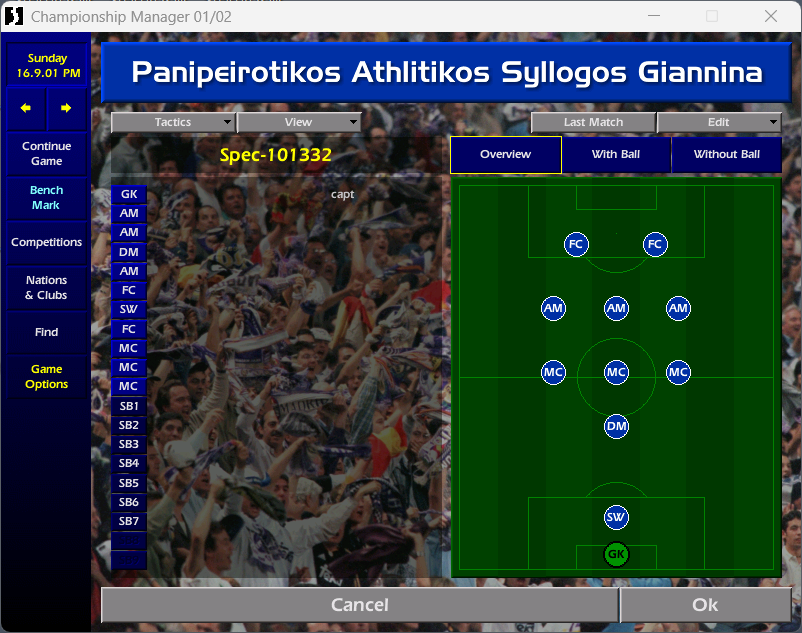 Championship Manager 01/02
Sunday
16.9.01 PM
Continue
Game
Bench
Mark
Competitions
Nations
& Clubs
Find
Game
Options
Panipeirotikos Athlitikos Syllogos Giannina
Tactics
View
Last Match
Edit
Spec-101332
Overview
With Ball
Without Ball
GK
capt
AM
AM
DM
AM
FC
SW
FC
MC
MC
MC
SB1
SB2
SB3
SB4
SB5
SB6
SB7
FC FC
AM AM AM
MC MC MC
DM
SW
GK
Cancel
Ok